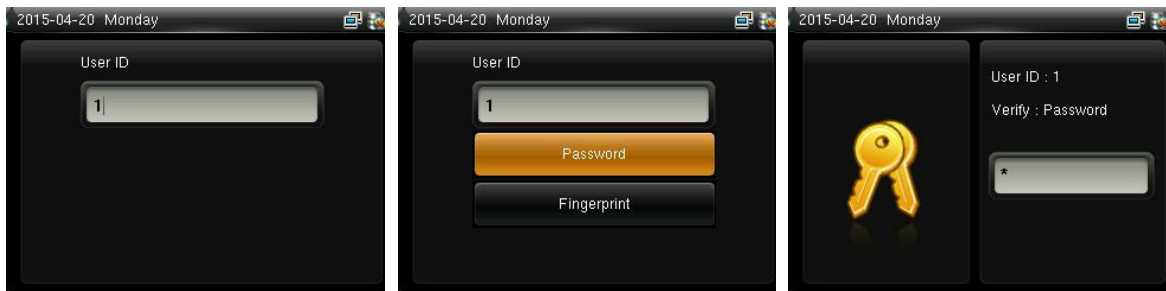 2015-04-20 Monday
User ID
1
2015-04-20 Monday
User ID
1
Password
Fingerprint
2015-04-20 Monday
User ID : 1
Verify : Password
*